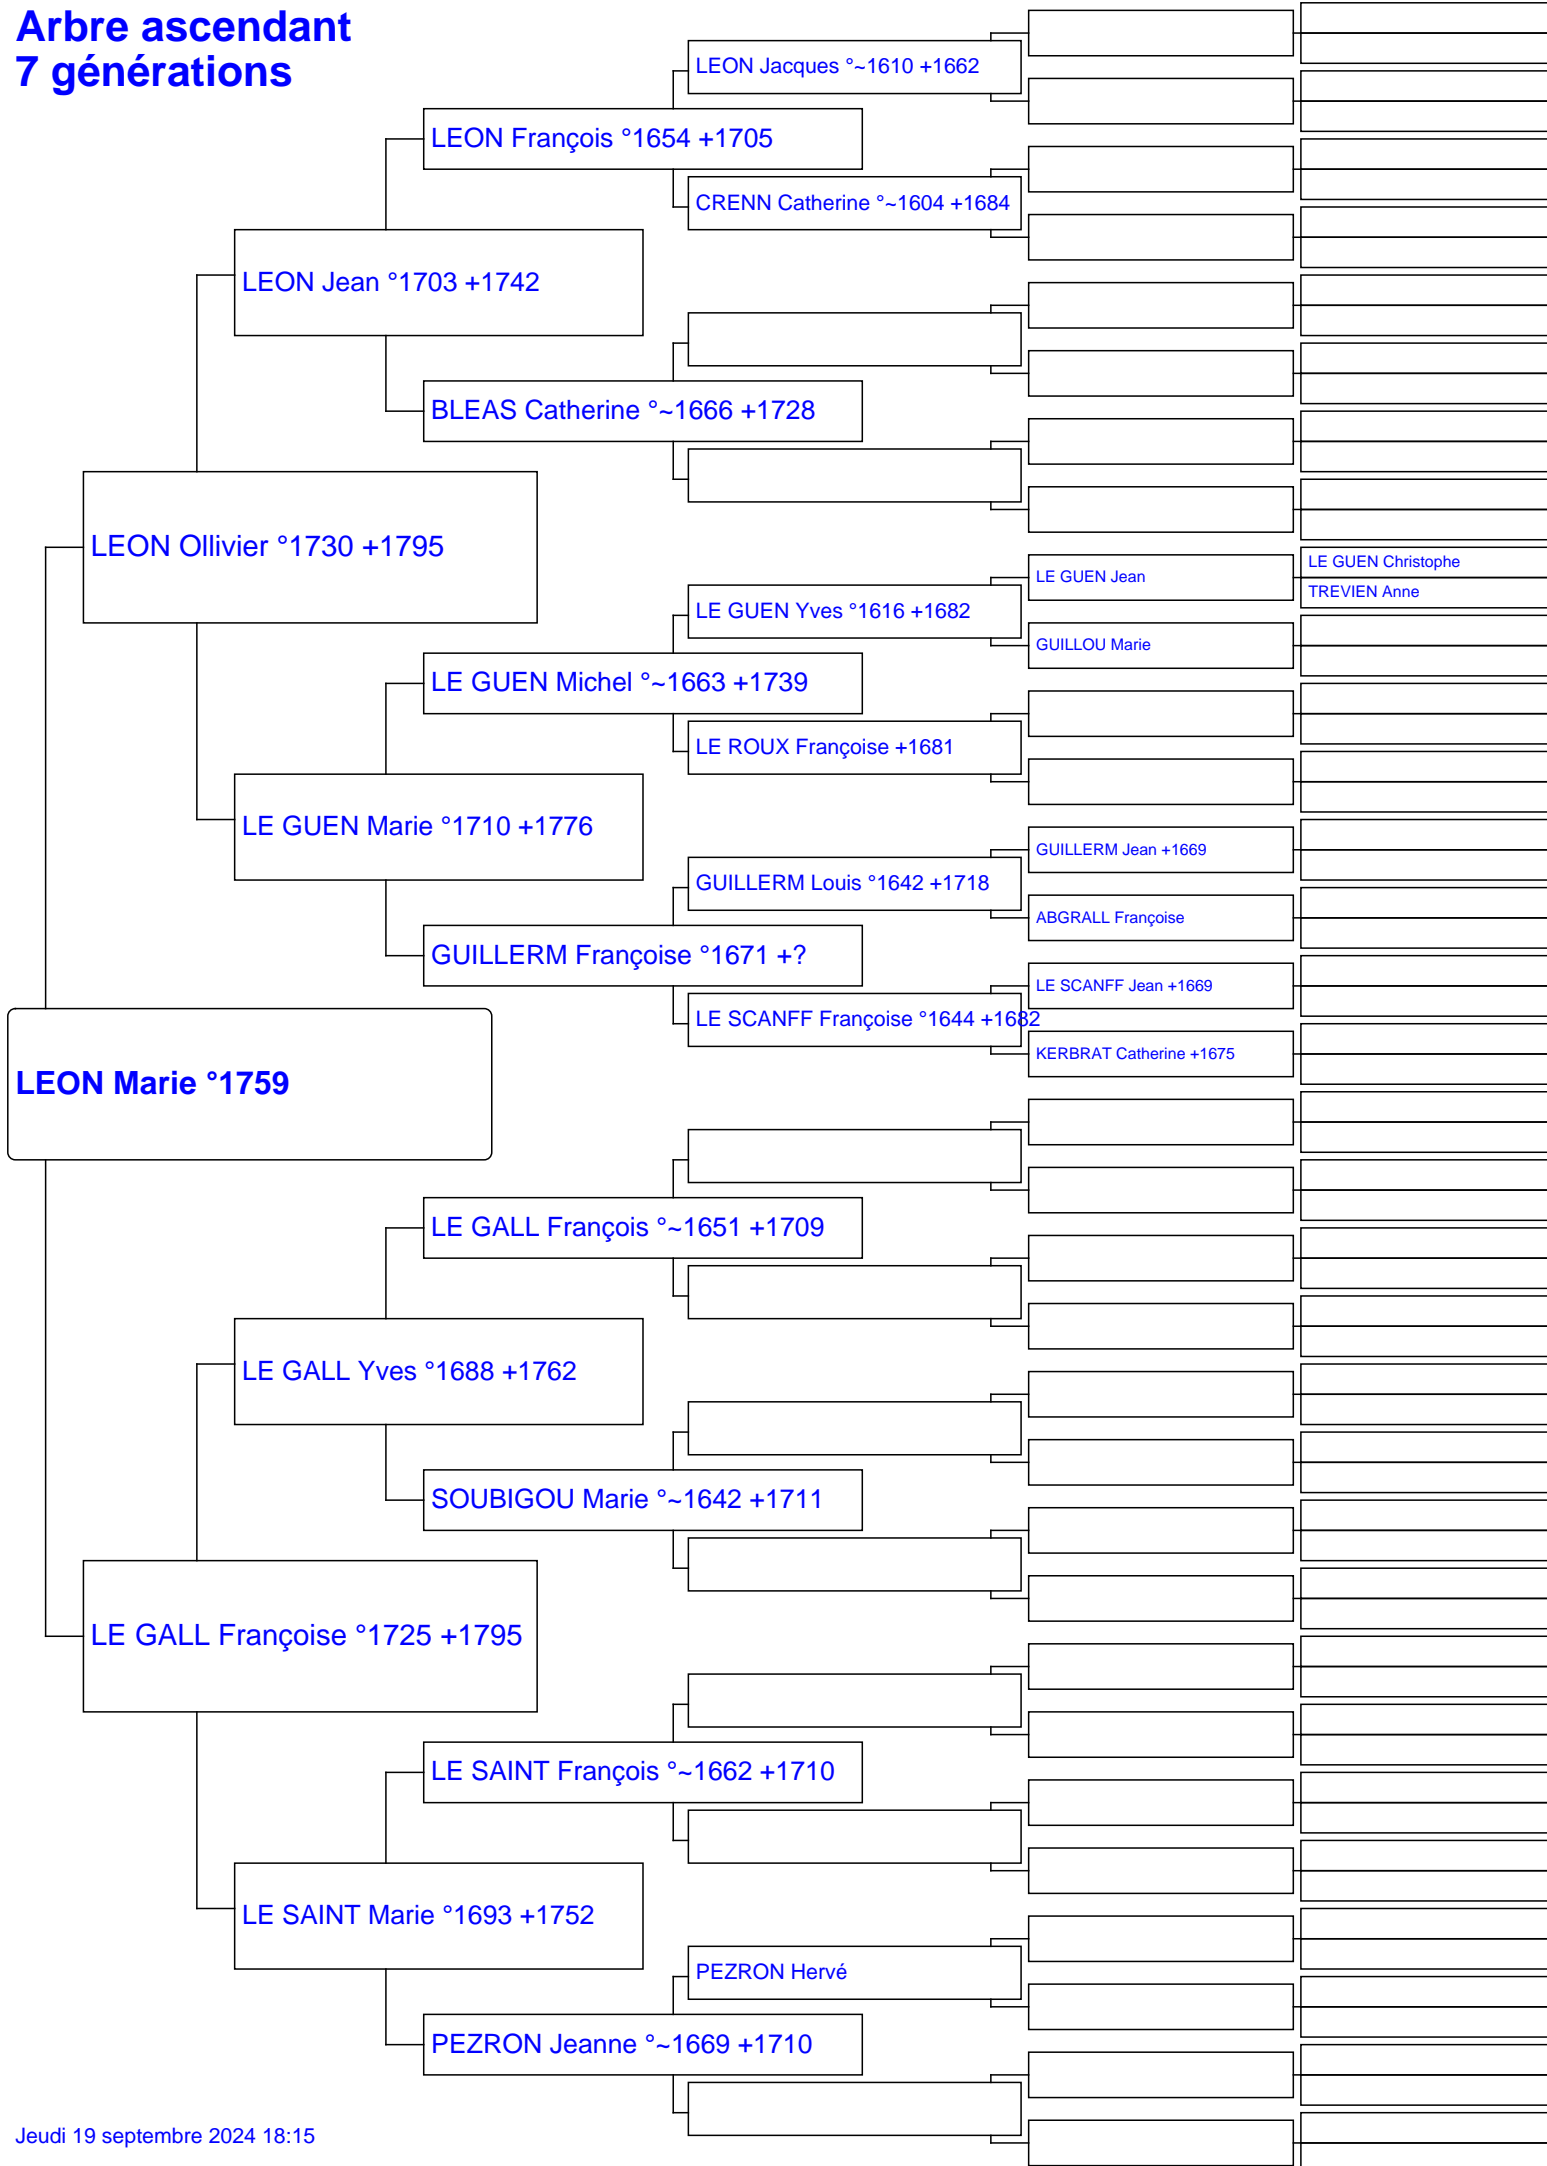 Arbre ascendant
7 générations
LEON Jacques °~1610 +1662
LEON François °1654 +1705
CRENN Catherine °~1604 +1684
LEON Jean °1703 +1742
BLEAS Catherine °~1666 +1728
LEON Ollivier °1730 +1795
LE GUEN Christophe
LE GUEN Jean
TREVIEN Anne
LE GUEN Yves °1616 +1682
GUILLOU Marie
LE GUEN Michel °~1663 +1739
LE ROUX Françoise +1681
LE GUEN Marie °1710 +1776
GUILLERM Jean +1669
GUILLERM Louis °1642 +1718
ABGRALL Françoise
GUILLERM Françoise °1671 +?
LE SCANFF Jean +1669
LE SCANFF Françoise °1644 +1682
KERBRAT Catherine +1675
LEON Marie °1759
LE GALL François °~1651 +1709
LE GALL Yves °1688 +1762
SOUBIGOU Marie °~1642 +1711
LE GALL Françoise °1725 +1795
LE SAINT François °~1662 +1710
LE SAINT Marie °1693 +1752
PEZRON Hervé
PEZRON Jeanne °~1669 +1710
Jeudi 19 septembre 2024 18:15